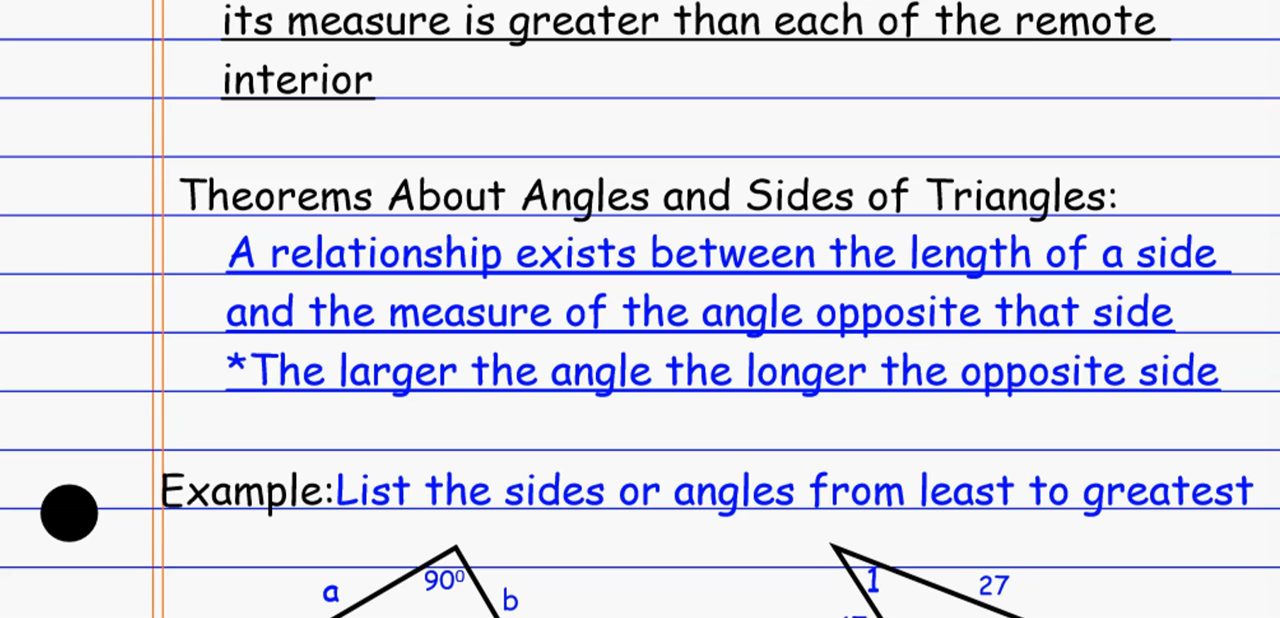 its measure is greater than each of the remote
interior
Theorems About Angles and Sides of Triangles:
A relationship exists between the length of a side
and the measure of the angle opposite that side
*The larger the angle the longer the opposite side
Example:List the sides or angles from least to greatest
a
90⁰
b
1
27